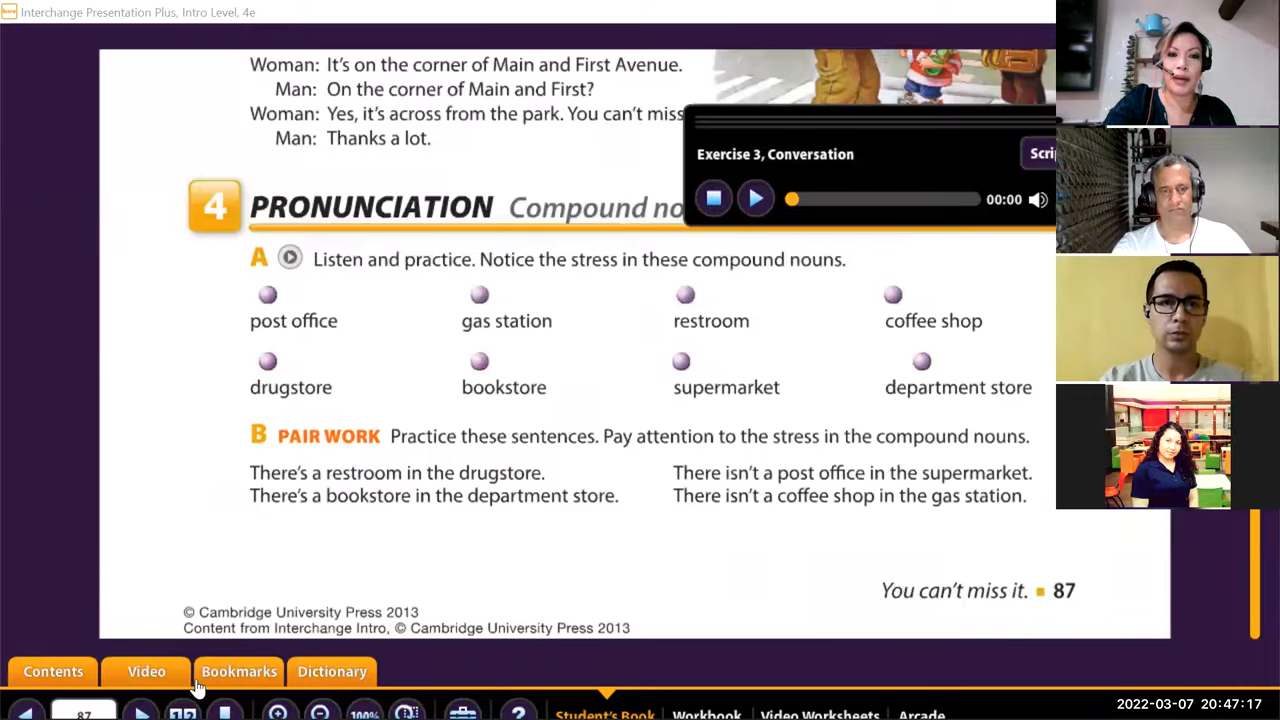 Interchange Presentation Plus, Intro Level, 4e
Woman: It's on the corner of Main and First Avenue.
Man: On the corner of Main and First?
Woman: Yes, it's across from the park. You can't miss
Man: Thanks a lot.
Exercise 3, Conversation
00:00
4 PRONUNCIATION Compound
A Listen and practice. Notice the stress in these compound nouns.
post office gas station restroom coffee shop
drugstore bookstore supermarket department store
B PAIR WORK Practice these sentences. Pay attention to the stress in the compound nouns.
There's a restroom in the drugstore. There isn't a post office in the supermarket.
There's a bookstore in the department store. There isn't a coffee shop in the gas station.
You can't miss it. ■ 87
© Cambridge University Press 2013
Content from Interchange Intro, © Cambridge University Press 2013
Contents Video Bookmarks Dictionary
87 100% ? Student's Book Workbook Video Worksheets Arcade
2022-03-07 20:47:17